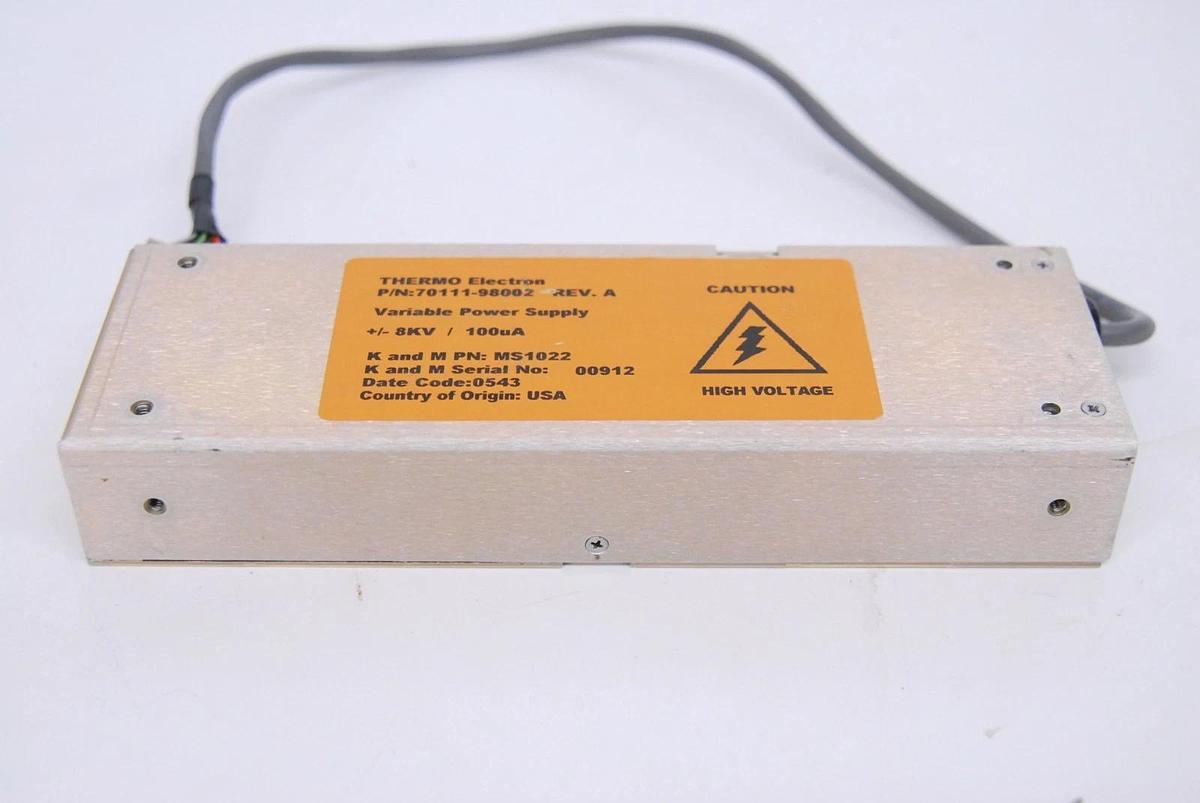 THERMO Electron
P/N:70111-98002 REV. A
Variable Power Supply
+/- 8KV / 100uA
K and M PN: MS1022
K and M Serial No: 00912
Date Code:0543
Country of Origin: USA
CAUTION
HIGH VOLTAGE